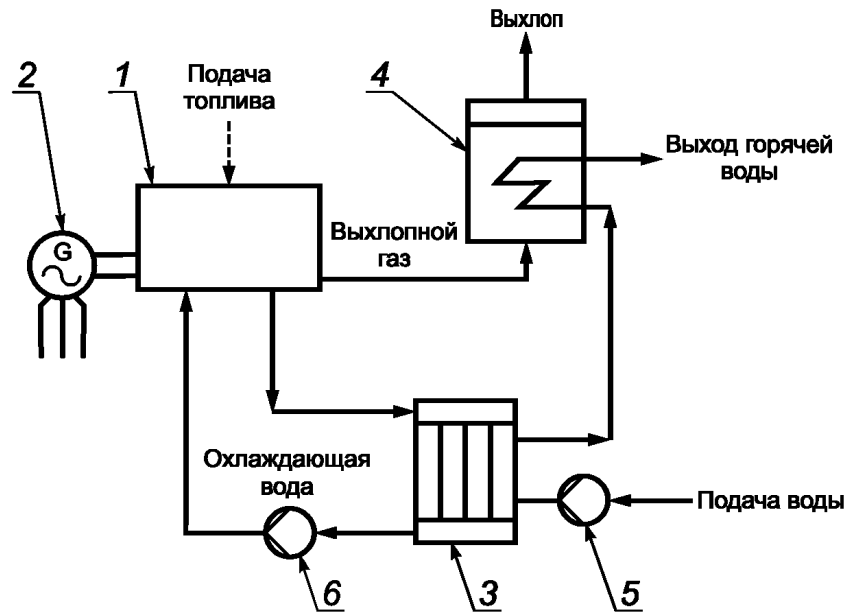 Выхлоп
2
1
Подача
топлива
4
Выход горячей
воды
G
Выхлопной
газ
Охлаждающая
вода
Подача воды
6
3
5